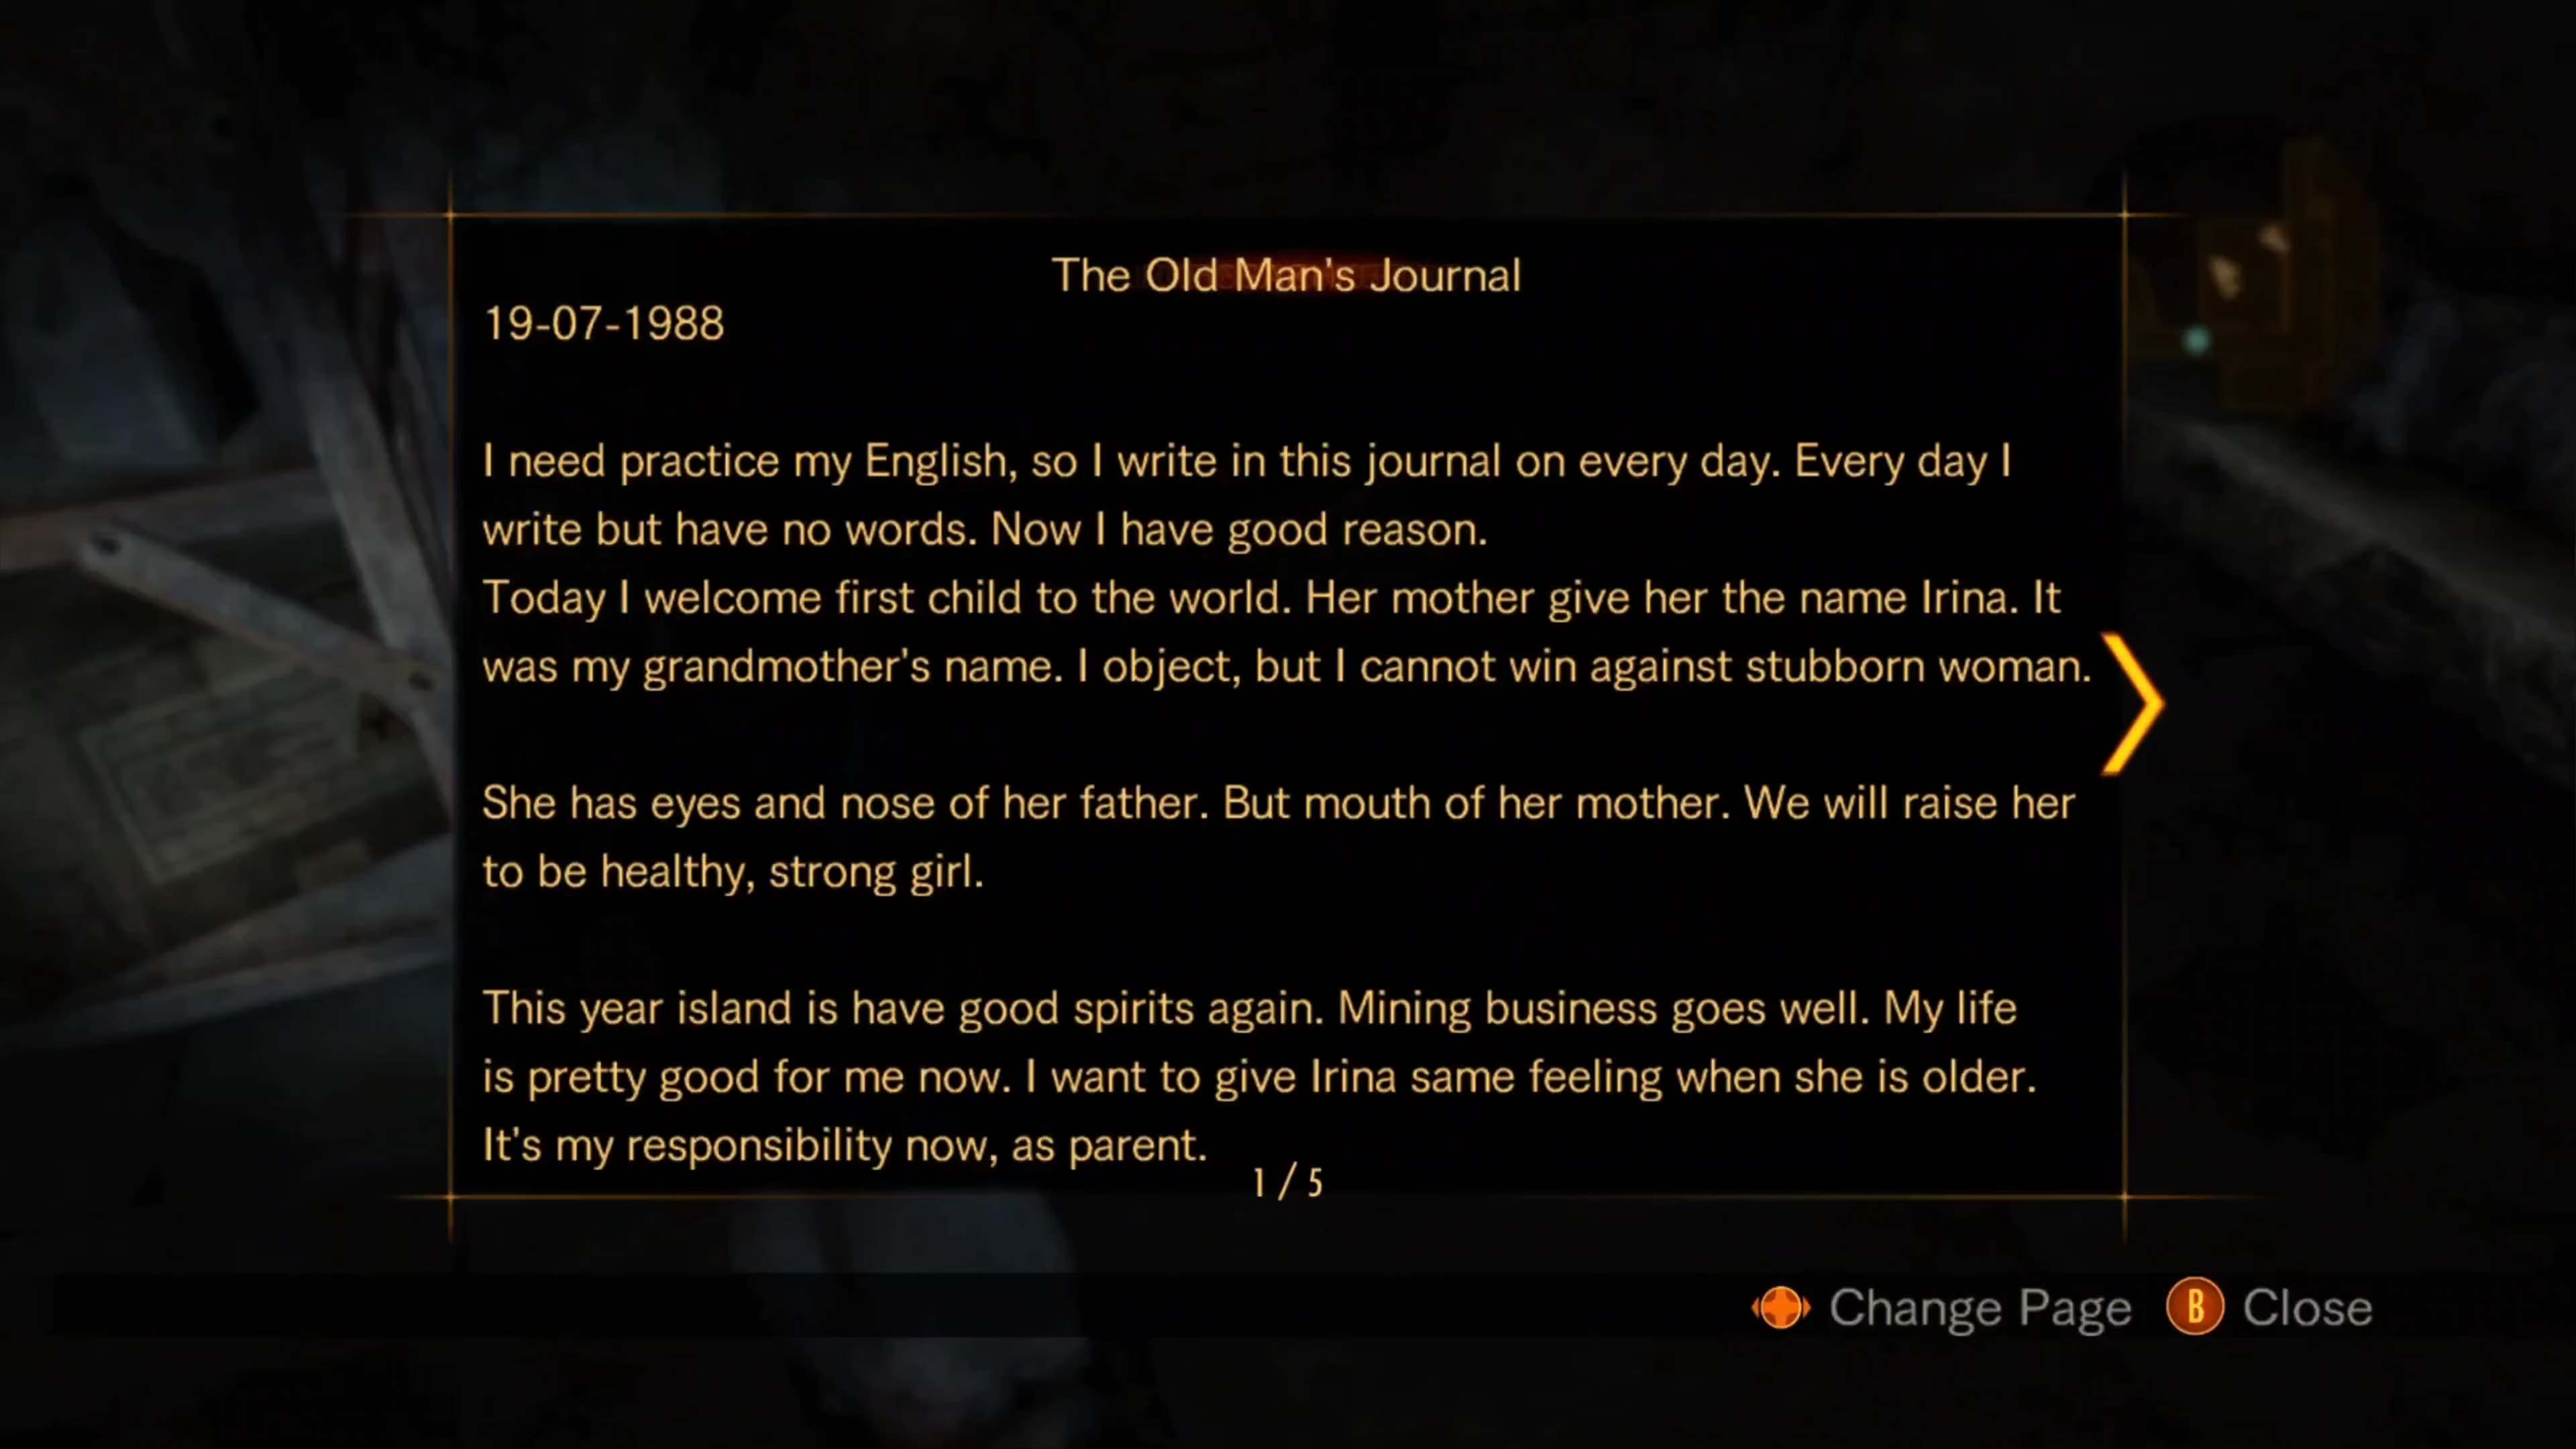 The Old Man's Journal
19-07-1988
I need practice my English, so I write in this journal on every day. Every day I
write but have no words. Now I have good reason.
Today I welcome first child to the world. Her mother give her the name Irina. It
was my grandmother's name. I object, but I cannot win against stubborn woman.
She has eyes and nose of her father. But mouth of her mother. We will raise her
to be healthy, strong girl.
This year island is have good spirits again. Mining business goes well. My life
is pretty good for me now. I want to give Irina same feeling when she is older.
It's my responsibility now, as parent.
1 / 5
Change Page B Close